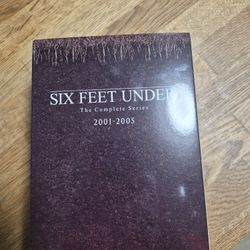 SIX FEET UNDER
The Complete Series
2001-2005